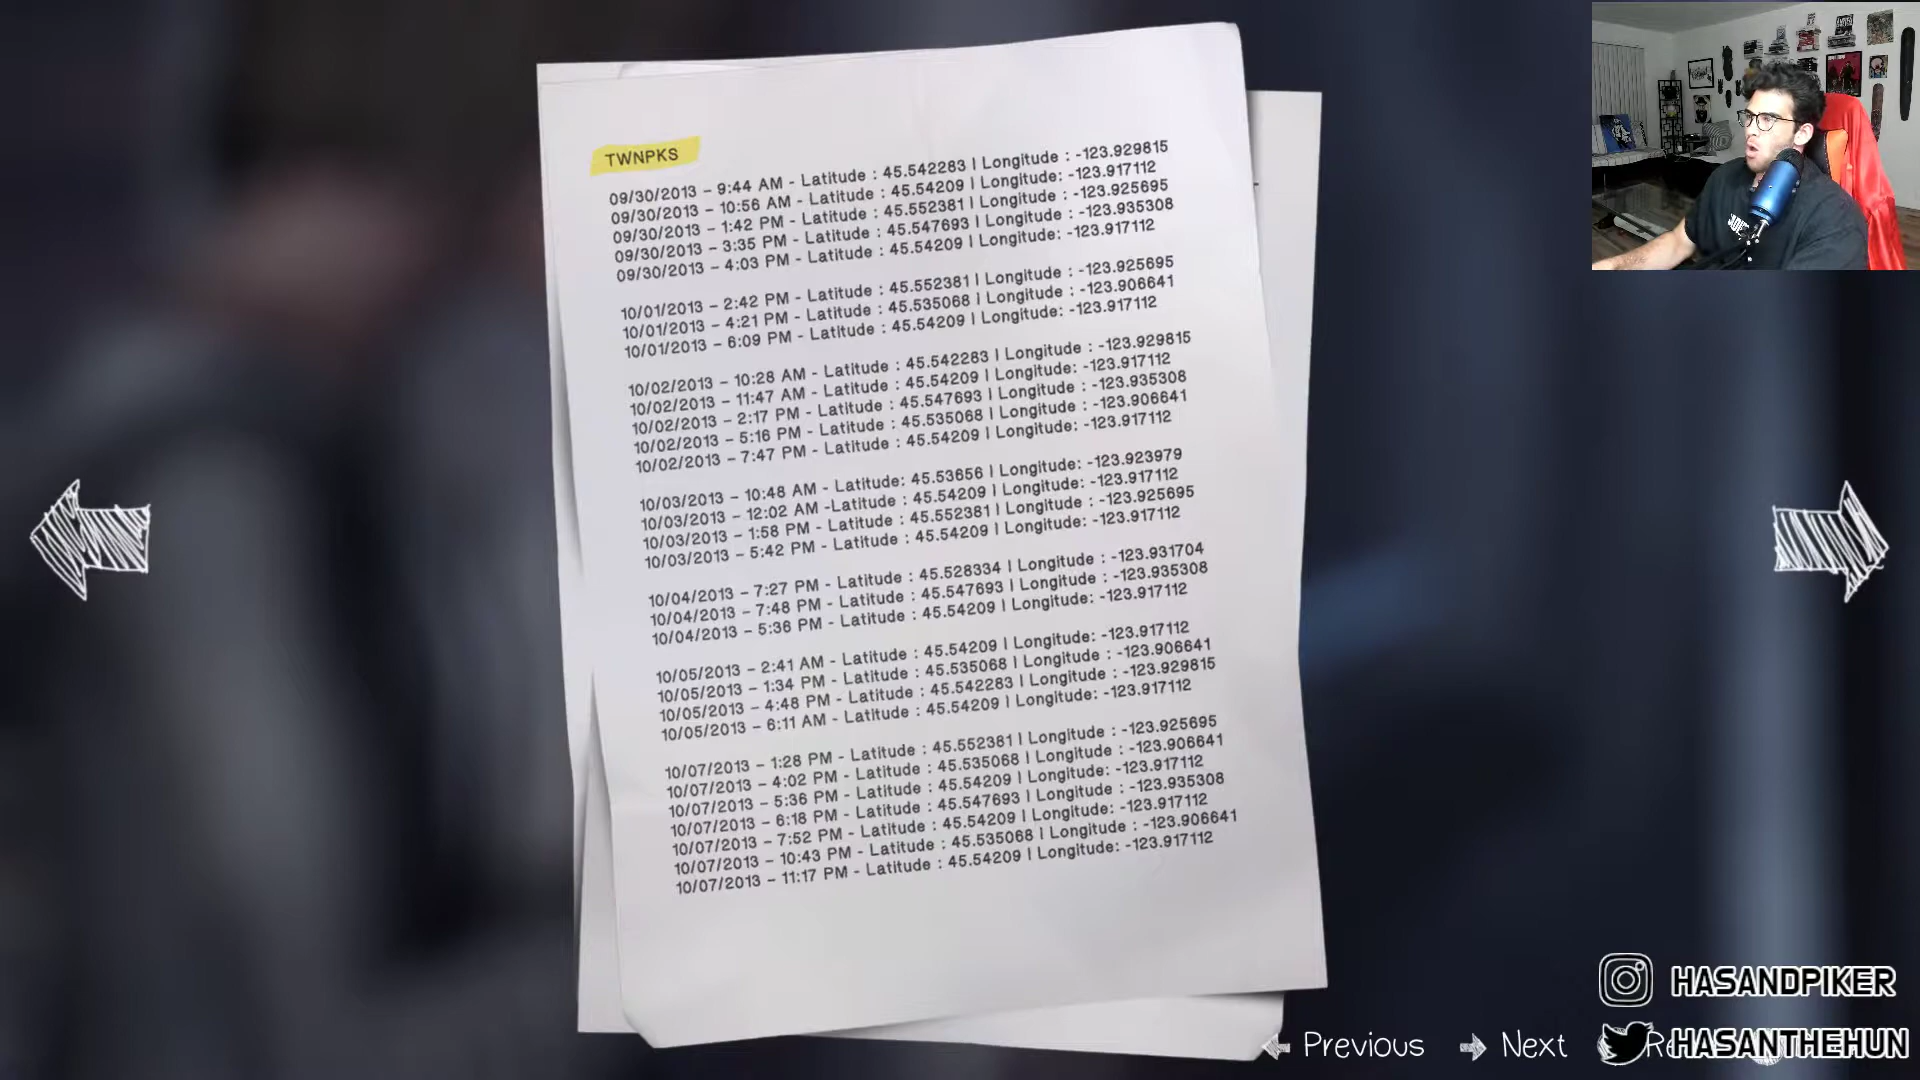 TWNPKS
09/30/2013 – 9:44 AM - Latitude : 45.542283 | Longitude : -123.929815
09/30/2013 – 10:56 AM - Latitude : 45.54209 | Longitude: -123.917112
09/30/2013 – 1:42 PM - Latitude : 45.552381 | Longitude : -123.925695
09/30/2013 – 3:35 PM - Latitude : 45.547693 | Longitude : -123.935308
09/30/2013 – 4:03 PM - Latitude : 45.54209 | Longitude: -123.917112
10/01/2013 – 2:42 PM - Latitude : 45.552381 | Longitude : -123.925695
10/01/2013 – 4:21 PM - Latitude : 45.535068 | Longitude : -123.906641
10/01/2013 – 6:09 PM - Latitude : 45.54209 | Longitude: -123.917112
10/02/2013 – 10:28 AM - Latitude : 45.542283 | Longitude : -123.929815
10/02/2013 – 11:47 AM - Latitude : 45.54209 | Longitude: -123.917112
10/02/2013 – 2:17 PM - Latitude : 45.547693 | Longitude : -123.935308
10/02/2013 – 5:16 PM - Latitude : 45.535068 | Longitude : -123.906641
10/02/2013 – 7:47 PM - Latitude : 45.54209 | Longitude: -123.917112
10/03/2013 – 10:48 AM - Latitude: 45.53656 | Longitude: -123.923979
10/03/2013 – 12:02 AM -Latitude : 45.54209 | Longitude: -123.917112
10/03/2013 – 1:58 PM - Latitude : 45.552381 | Longitude : -123.925695
10/03/2013 – 5:42 PM - Latitude : 45.54209 | Longitude: -123.917112
10/04/2013 – 7:27 PM - Latitude : 45.528334 | Longitude : -123.931704
10/04/2013 – 7:48 PM - Latitude : 45.547693 | Longitude : -123.935308
10/04/2013 – 5:36 PM - Latitude : 45.54209 | Longitude: -123.917112
10/05/2013 – 2:41 AM - Latitude : 45.54209 | Longitude: -123.917112
10/05/2013 – 1:34 PM - Latitude : 45.535068 | Longitude : -123.906641
10/05/2013 – 4:48 PM - Latitude : 45.542283 | Longitude : -123.929815
10/05/2013 – 6:11 AM - Latitude : 45.54209 | Longitude: -123.917112
10/07/2013 – 1:28 PM - Latitude : 45.552381 | Longitude : -123.925695
10/07/2013 – 4:02 PM - Latitude : 45.535068 | Longitude : -123.906641
10/07/2013 – 5:36 PM - Latitude : 45.54209 | Longitude: -123.917112
10/07/2013 – 6:18 PM - Latitude : 45.547693 | Longitude : -123.935308
10/07/2013 – 7:52 PM - Latitude : 45.54209 | Longitude: -123.917112
10/07/2013 – 10:43 PM - Latitude : 45.535068 | Longitude : -123.906641
10/07/2013 – 11:17 PM - Latitude : 45.54209 | Longitude: -123.917112
HASANDPIKER
Previous Next HASANTHEHUN